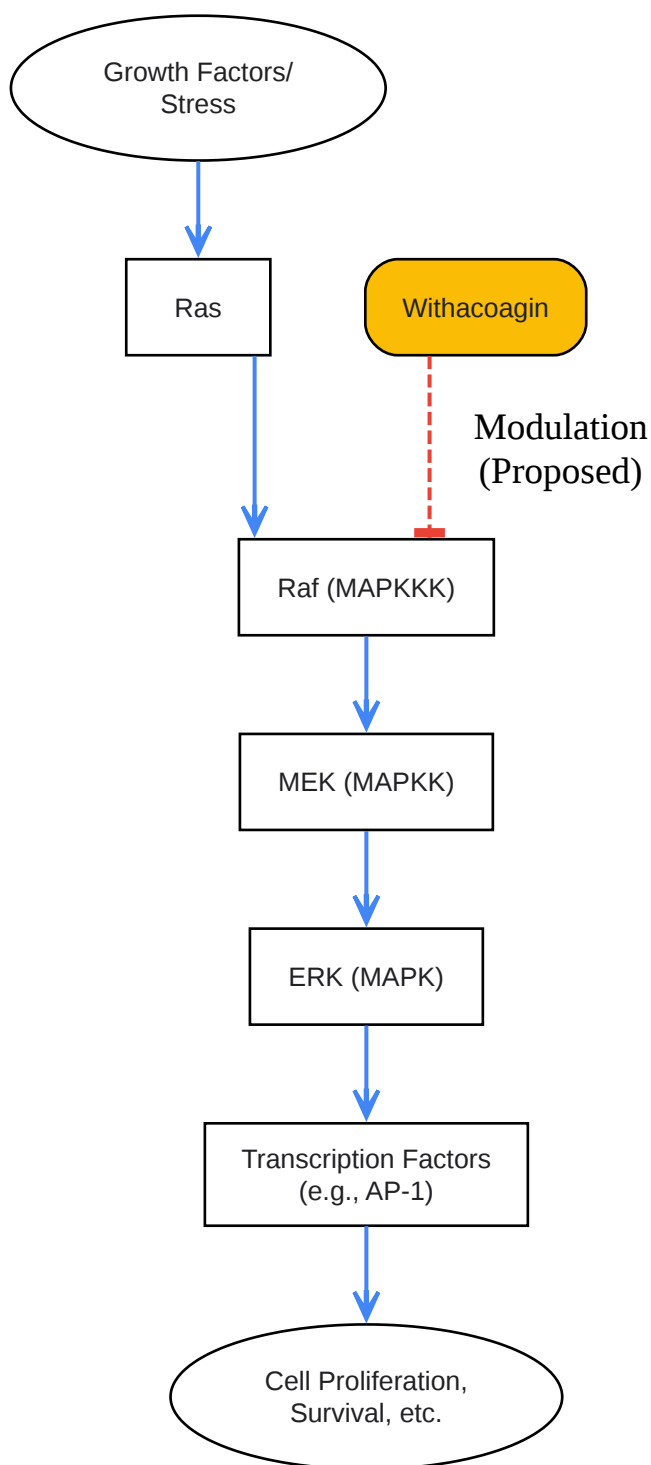 Growth Factors/
Stress
Ras
Withacoagin
Modulation
(Proposed)
Raf (MAPKKK)
MEK (MAPKK)
ERK (MAPK)
Transcription Factors
(e.g., AP-1)
Cell Proliferation,
Survival, etc.